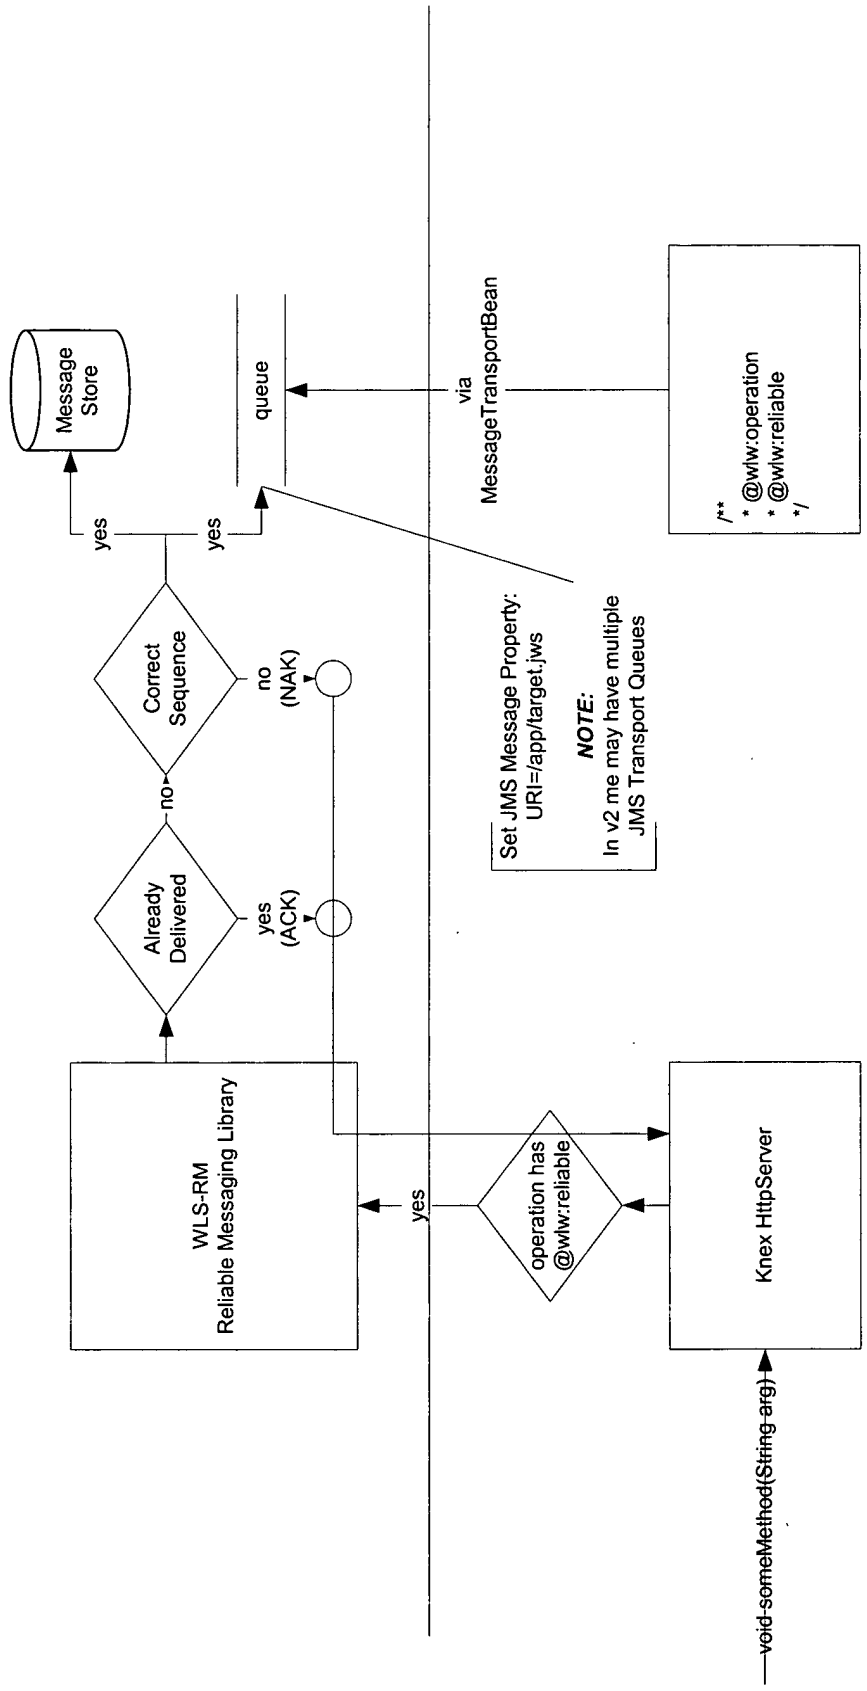 Message
Store
yes
yes
queue
Correct
Sequence
no
(NAK)
no
Already
Delivered
yes
(ACK)
WLS-RM
Reliable Messaging Library
via
MessageTransportBean
Set JMS Message Property:
URI=/app/target.jws
NOTE:
In v2 me may have multiple
JMS Transport Queues
yes
operation has
@wlw:reliable
/**
* @wlw:operation
* @wlw:reliable
*/
Knex HttpServer
void someMethod(String arg)